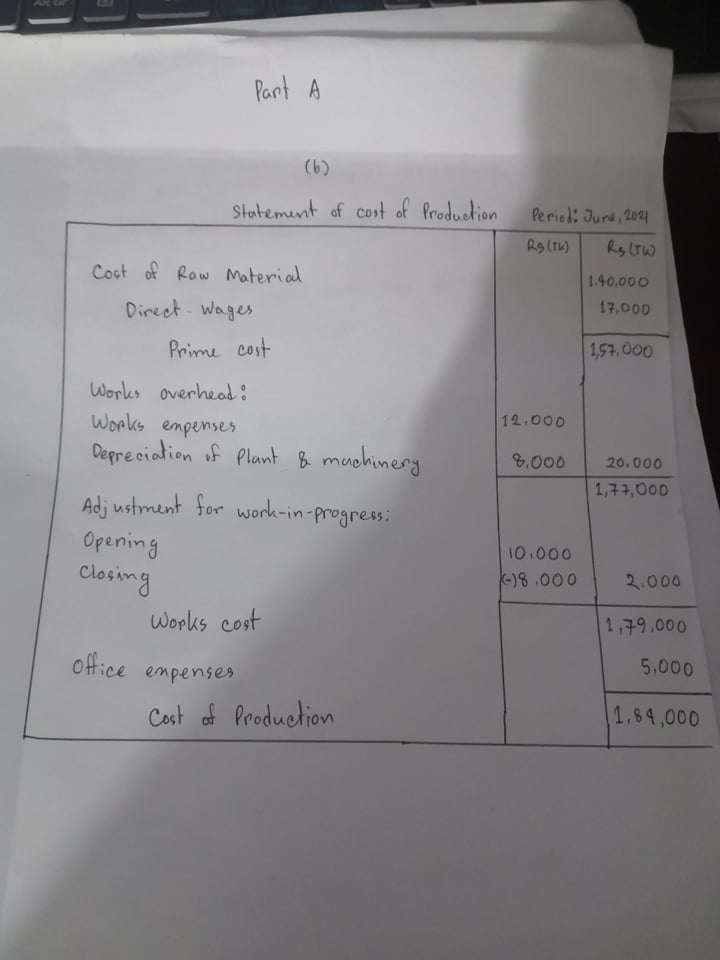 Part A
(b)
Statement of cost of Production Period: June, 2021
Rs(TK) Rs(TK)
Cost of Raw Material 1,40,000
Direct Wages 17,000
Prime cost 1,57,000
Works overhead:
Works expenses 12,000
Depreciation of Plant & machinery 8,000 20,000
1,77,000
Adjustment for work-in-progress:
Opening 10,000
Closing (-)8,000 2,000
Works cost 1,79,000
Office expenses 5,000
Cost of Production 1,84,000